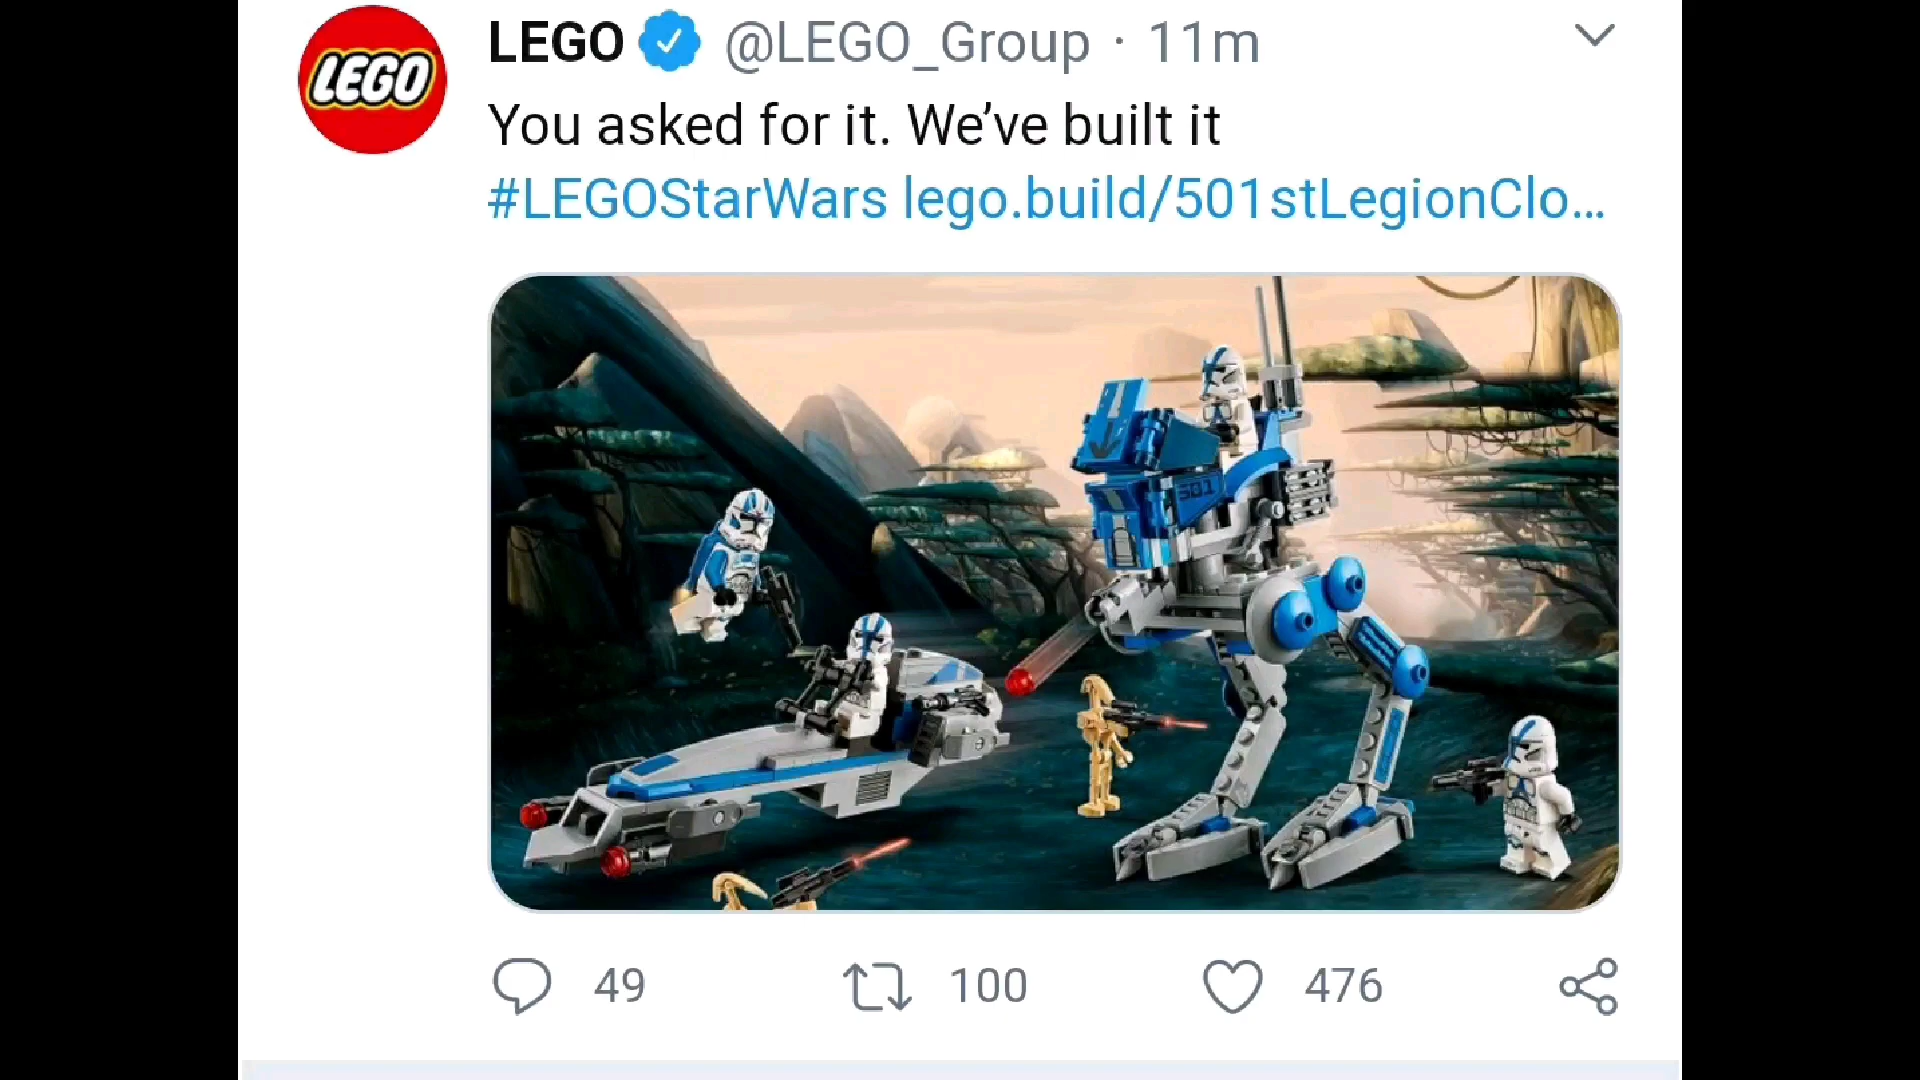 LEGO
LEGO @LEGO_Group · 11m
You asked for it. We’ve built it
#LEGOStarWars lego.build/501stLegionClo…
501
49 100 476